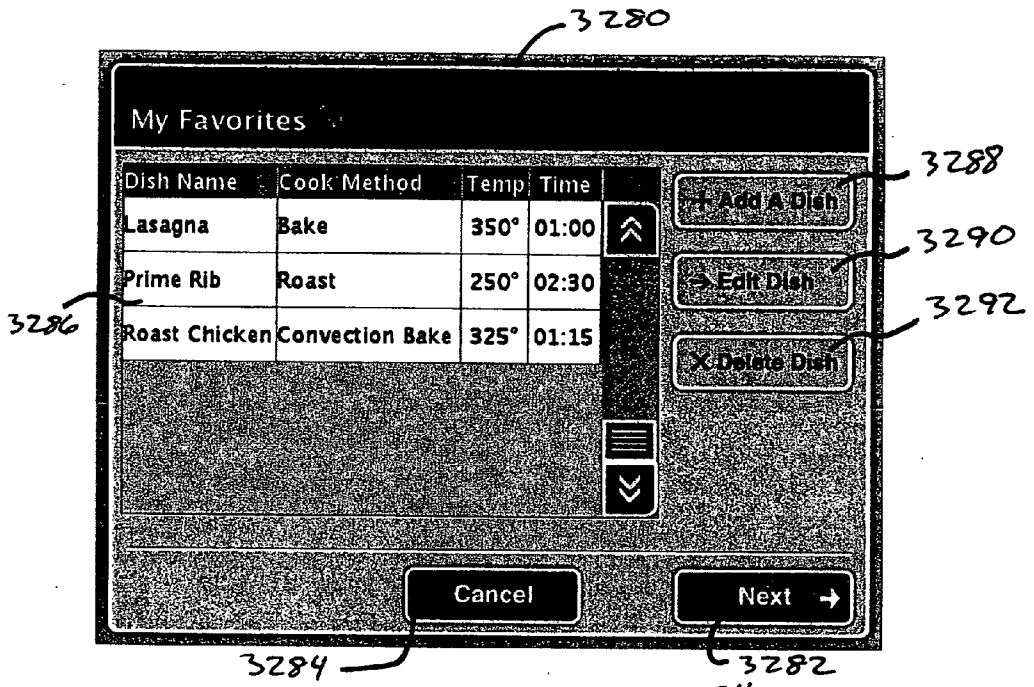 3280
My Favorites
Dish Name Cook Method Temp Time
Lasagna Bake 350° 01:00
Prime Rib Roast 250° 02:30
Roast Chicken Convection Bake 325° 01:15
+ Add A Dish
→ Edit Dish
X Delete Dish
3288
3290
3292
3286
Cancel
Next →
3284
3282